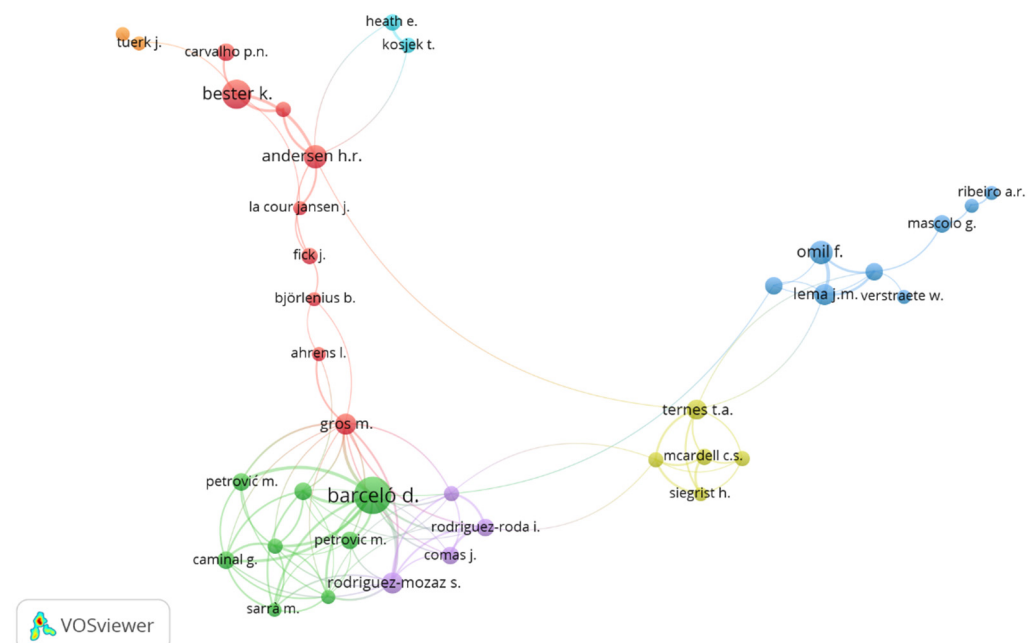 heath e.
tuerk j.
kosjek t.
carvalho p.n.
bester k.
andersen h.r.
la cour jansen j.
ribeiro a.r.
mascolo g.
fick j.
omil f.
björlenius b.
lema j.m.
verstraete w.
ahrens l.
gros m.
ternes t.a.
mcardell c.s.
petrović m.
barceló d.
siegrist h.
rodriguez-roda i.
petrovic m.
comas j.
caminal g.
rodriguez-mozaz s.
sarrà m.
VOSviewer